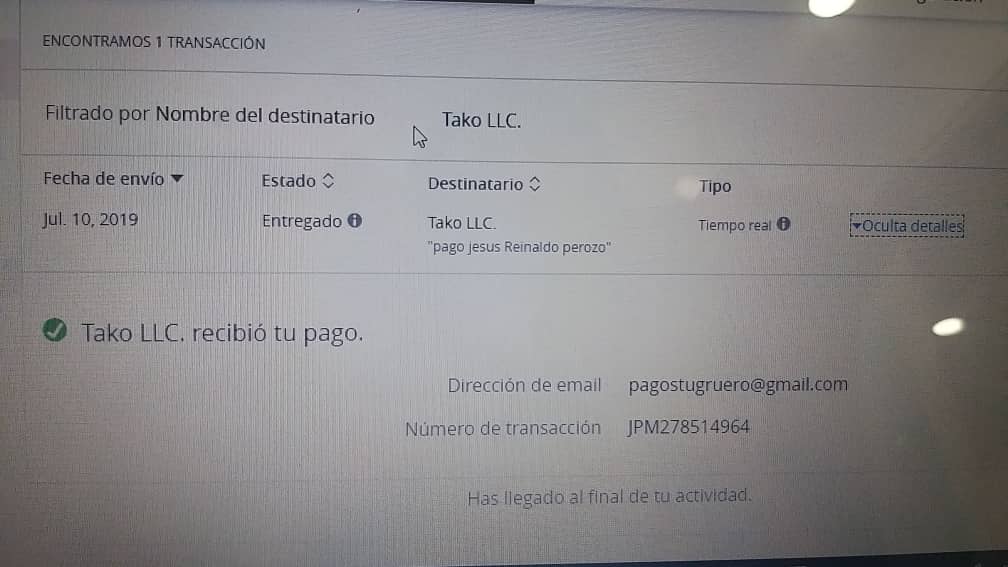 ENCONTRAMOS 1 TRANSACCIÓN
Filtrado por Nombre del destinatario Tako LLC.
Fecha de envío Estado Destinatario Tipo
Jul. 10, 2019 Entregado Tako LLC. Tiempo real Oculta detalles
"pago jesus Reinaldo perozo"
Tako LLC. recibió tu pago.
Dirección de email pagostugruero@gmail.com
Número de transacción JPM278514964
Has llegado al final de tu actividad.